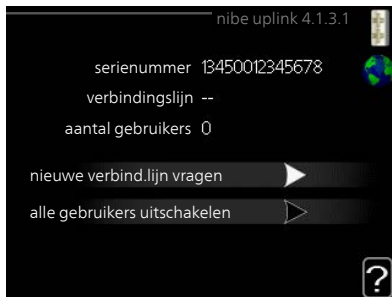 nibe uplink 4.1.3.1
serienummer 13450012345678
verbindingslijn --
aantal gebruikers 0
nieuwe verbind.lijn vragen
alle gebruikers uitschakelen
?